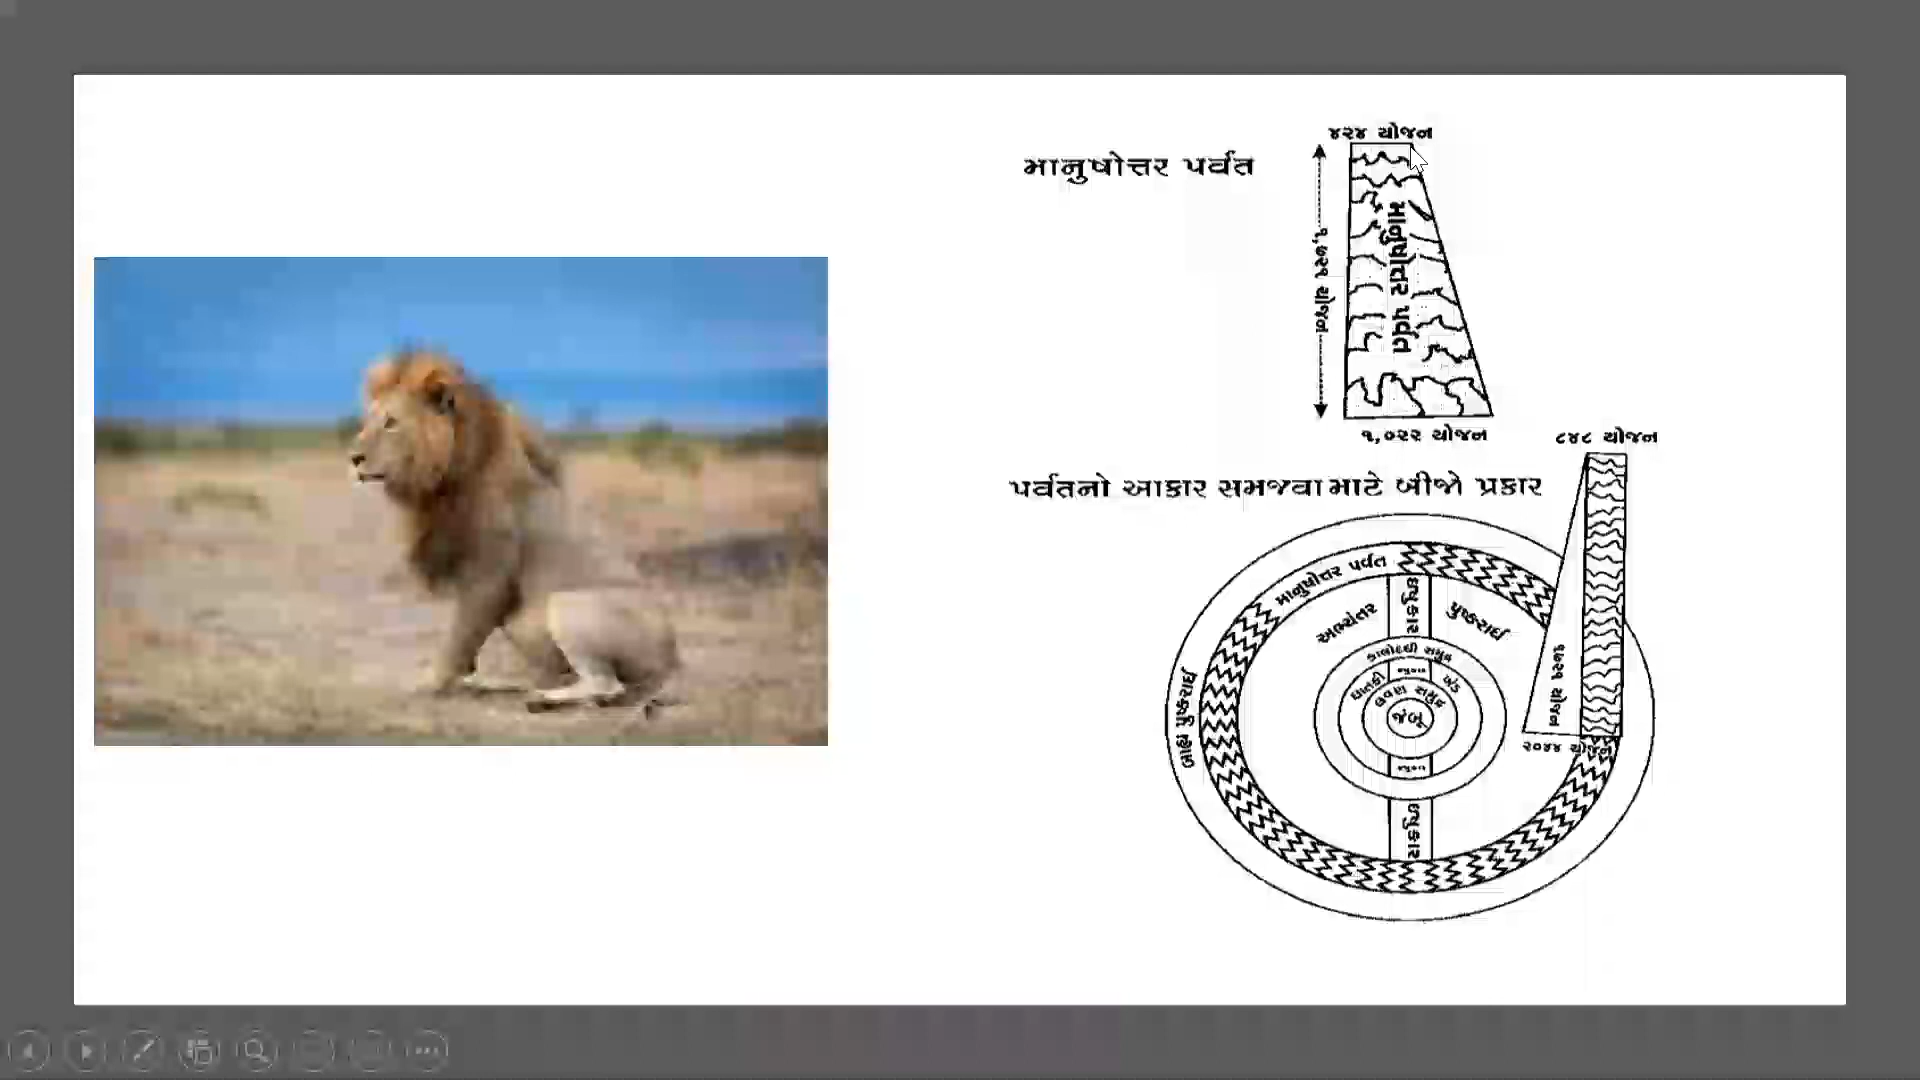 ૪૨૪ યોજન
માનુષોત્તર પર્વત
૧,૭૨૧ યોજન
માનુષોત્તર પર્વત
૧,૦૨૨ યોજન
૮૪૮ યોજન
પર્વતનો આકાર સમજવા માટે બીજો પ્રકાર
માનુષોત્તર પર્વત
ઇષુકાર
અભ્યંતર
પુષ્કરાર્ધ
કાલોદધી સમુદ્ર
ધાતકી
ખંડ
લવણ સમુદ્ર
જંબૂ
બાહ્ય પુષ્કરાર્ધ
૧૭૨૧ યોજન
૨૦૪૪ યોજન
ઇષુકાર